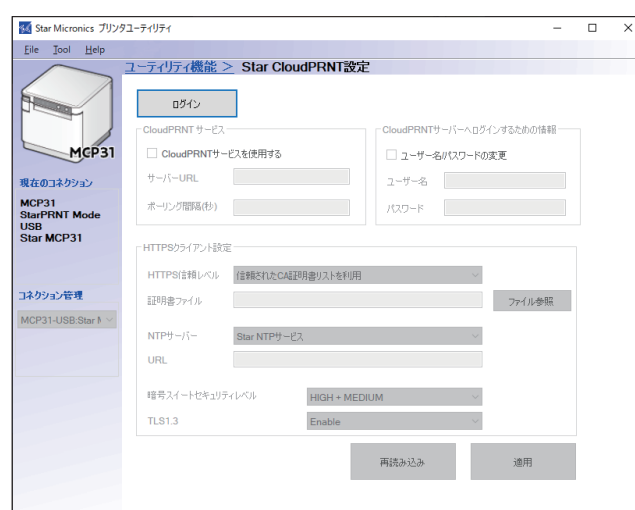 Star Micronics プリンタユーティリティ
File Tool Help
ユーティリティ機能 > Star CloudPRNT設定
MCP31
現在のコネクション
MCP31
StarPRNT Mode
USB
Star MCP31
コネクション管理
MCP31-USB:Star M
ログイン
CloudPRNT サービス
CloudPRNTサービスを使用する
サーバーURL
ポーリング間隔(秒)
CloudPRNTサーバーへログインするための情報
ユーザー名/パスワードの変更
ユーザー名
パスワード
HTTPSクライアント設定
HTTPS信頼レベル 信頼されたCA証明書リストを利用
証明書ファイル ファイル参照
NTPサーバー Star NTPサービス
URL
暗号スイートセキュリティレベル HIGH + MEDIUM
TLS1.3 Enable
再読み込み 適用